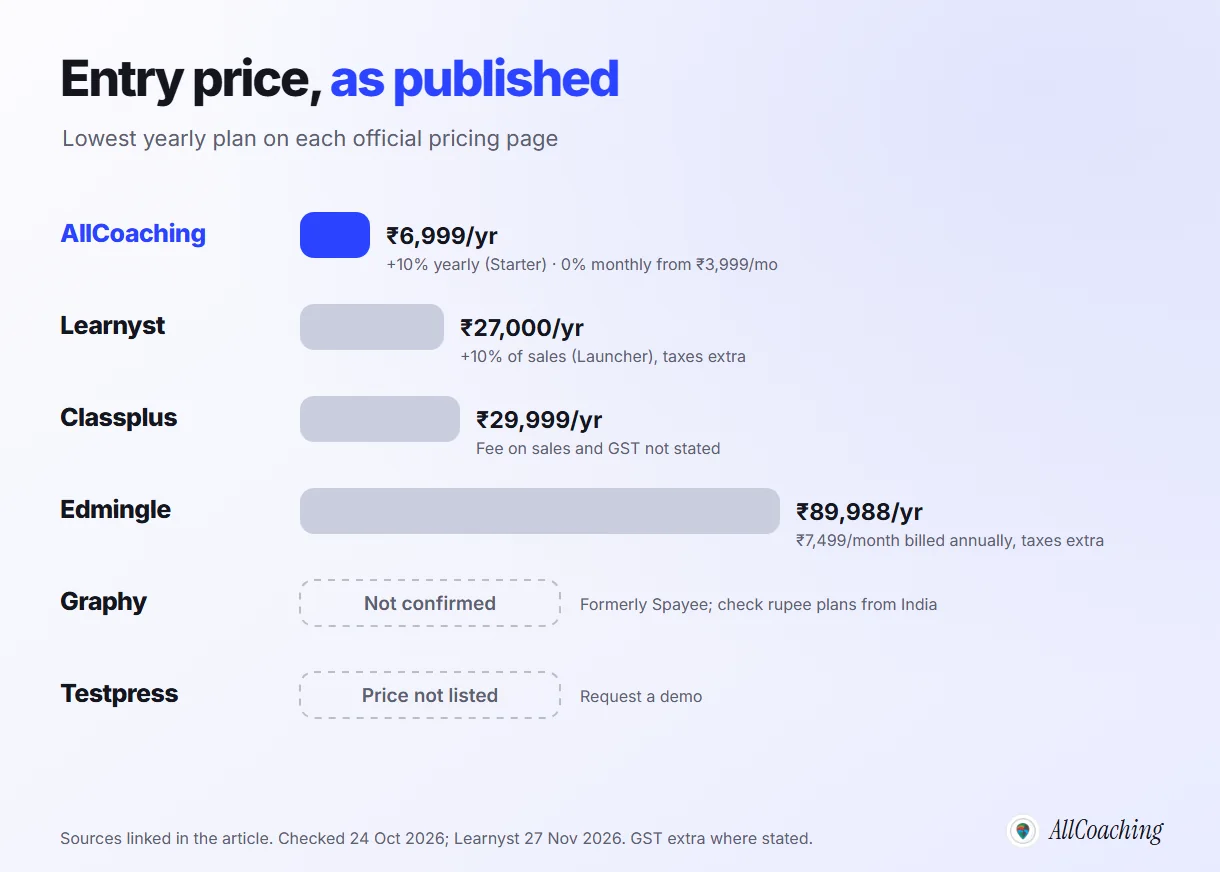 Entry price, as published
Lowest yearly plan on each official pricing page
AllCoaching
₹6,999/yr
+10% yearly (Starter) · 0% monthly from ₹3,999/mo
Learnyst
₹27,000/yr
+10% of sales (Launcher), taxes extra
Classplus
₹29,999/yr
Fee on sales and GST not stated
Edmingle
₹89,988/yr
₹7,499/month billed annually, taxes extra
Graphy
Not confirmed
Formerly Spayee; check rupee plans from India
Testpress
Price not listed
Request a demo
Sources linked in the article. Checked 24 Oct 2026; Learnyst 27 Nov 2026. GST extra where stated.
AllCoaching